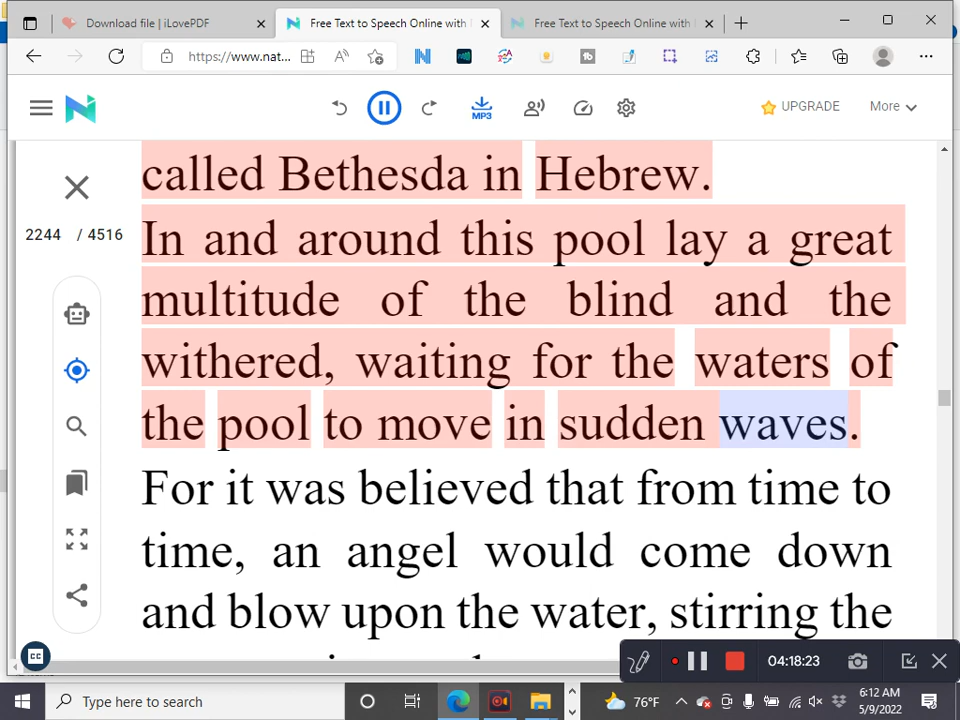 Download file | iLovePDF
Free Text to Speech Online with
Free Text to Speech Online with
https://www.nat...
MP3
UPGRADE
More
2244 / 4516
called Bethesda in Hebrew.
In and around this pool lay a great
multitude of the blind and the
withered, waiting for the waters of
the pool to move in sudden waves.
For it was believed that from time to
time, an angel would come down
and blow upon the water, stirring the
CC
04:18:23
Type here to search
76°F
6:12 AM
5/9/2022